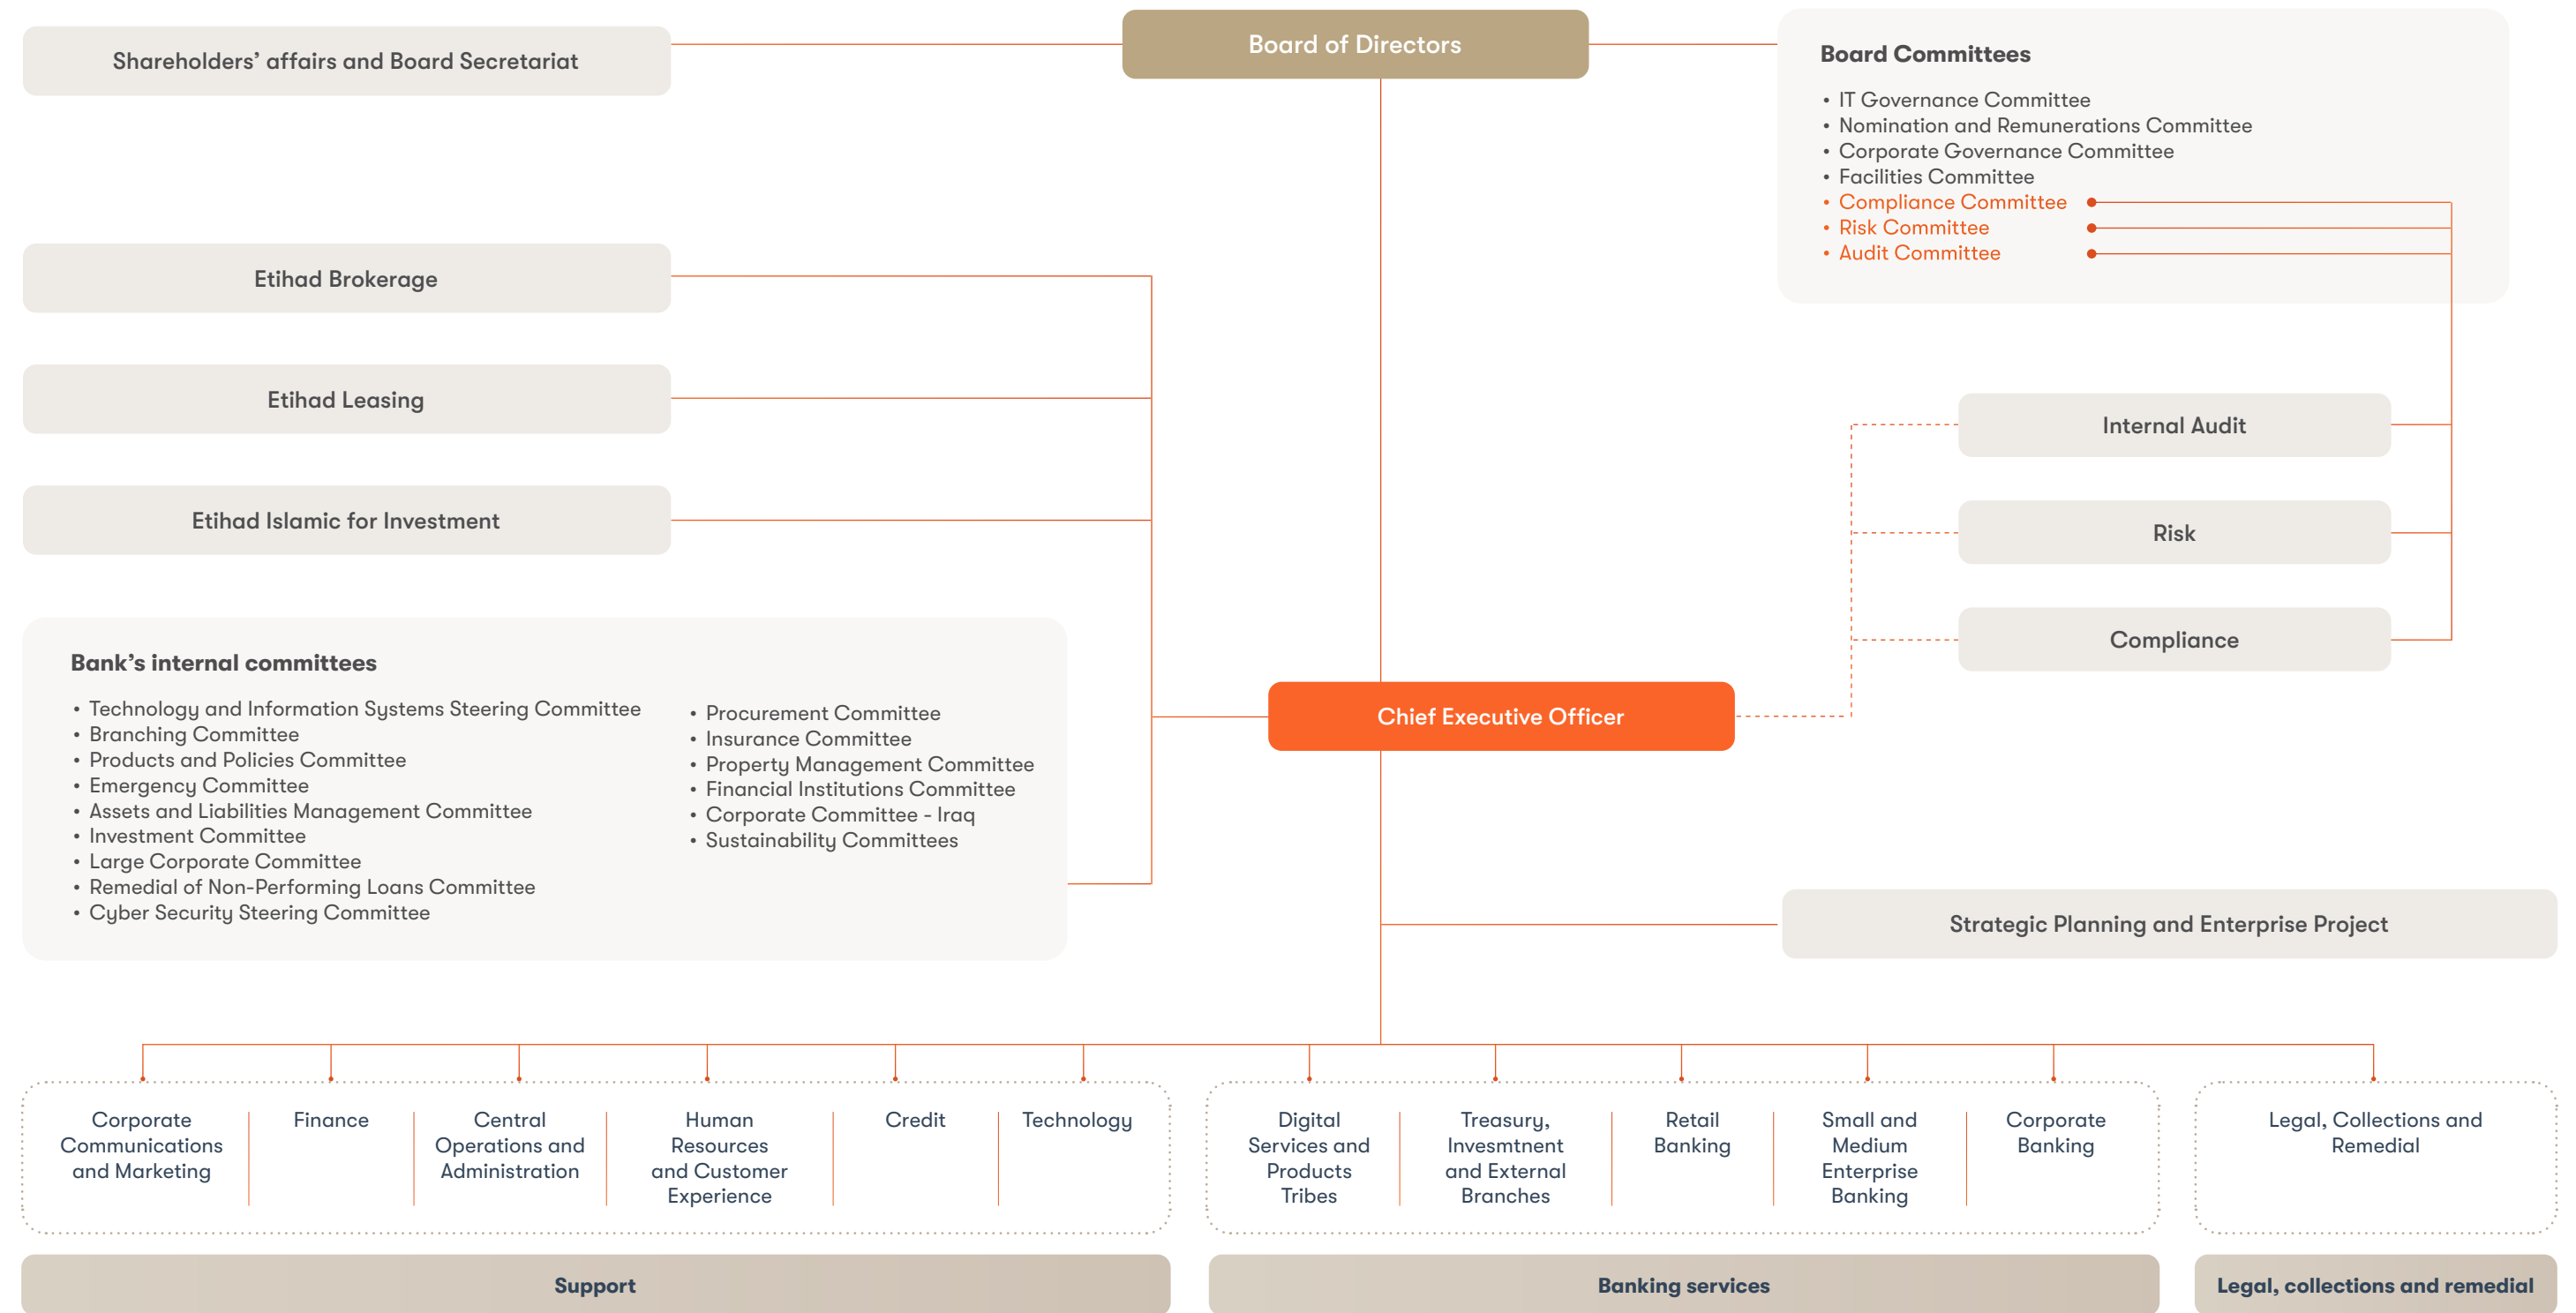 Shareholders’ affairs and Board Secretariat
Board of Directors
Board Committees
• IT Governance Committee
• Nomination and Remunerations Committee
• Corporate Governance Committee
• Facilities Committee
• Compliance Committee
• Risk Committee
• Audit Committee
Etihad Brokerage
Etihad Leasing
Etihad Islamic for Investment
Internal Audit
Risk
Compliance
Bank’s internal committees
• Technology and Information Systems Steering Committee
• Branching Committee
• Products and Policies Committee
• Emergency Committee
• Assets and Liabilities Management Committee
• Investment Committee
• Large Corporate Committee
• Remedial of Non-Performing Loans Committee
• Cyber Security Steering Committee
• Procurement Committee
• Insurance Committee
• Property Management Committee
• Financial Institutions Committee
• Corporate Committee - Iraq
• Sustainability Committees
Chief Executive Officer
Strategic Planning and Enterprise Project
Corporate
Communications
and Marketing
Finance
Central
Operations and
Administration
Human
Resources
and Customer
Experience
Credit
Technology
Digital
Services and
Products
Tribes
Treasury,
Invesmtnent
and External
Branches
Retail
Banking
Small and
Medium
Enterprise
Banking
Corporate
Banking
Legal, Collections and
Remedial
Support
Banking services
Legal, collections and remedial